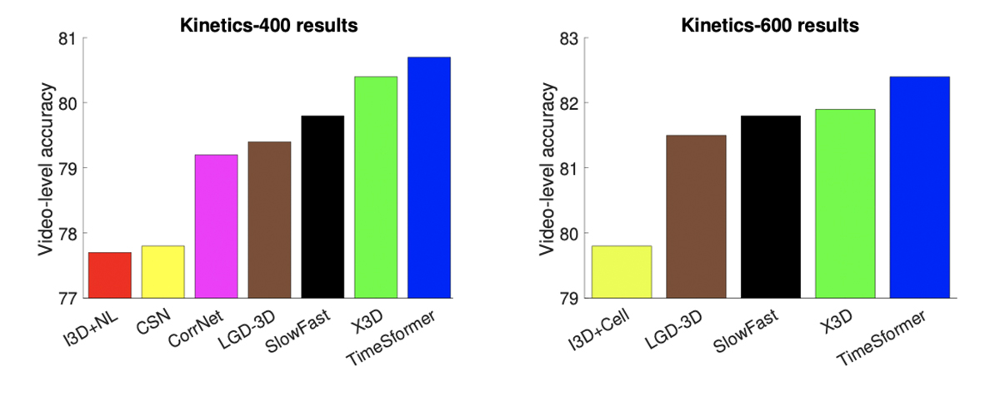 Kinetics-400 results
Video-level accuracy
81
80
79
78
77
I3D+NL
CSN
CorrNet
LGD-3D
SlowFast
X3D
TimeSformer
Kinetics-600 results
Video-level accuracy
83
82
81
80
79
I3D+Cell
LGD-3D
SlowFast
X3D
TimeSformer